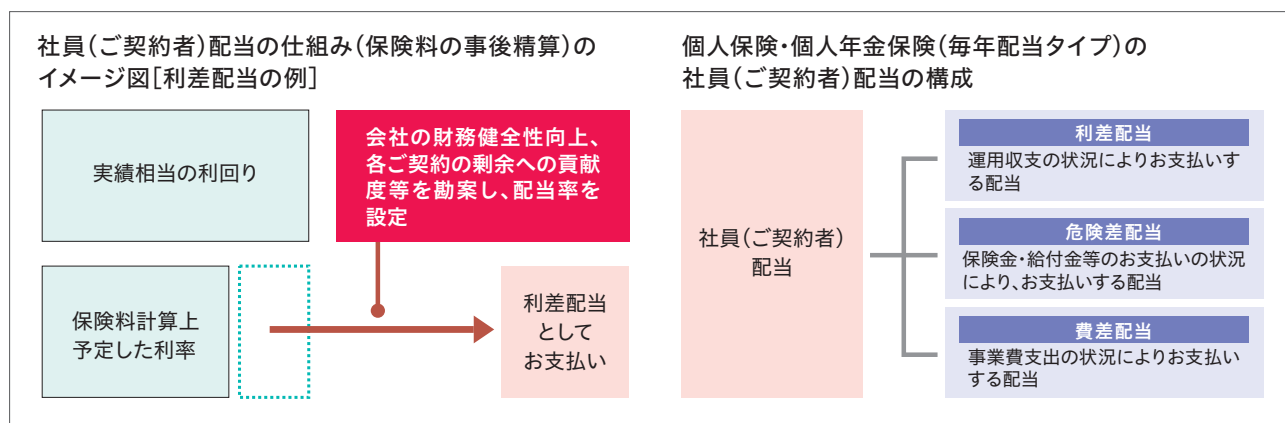 社員(ご契約者)配当の仕組み(保険料の事後精算)の
イメージ図[利差配当の例]
実績相当の利回り
会社の財務健全性向上、
各ご契約の剰余への貢献
度等を勘案し、配当率を
設定
保険料計算上
予定した利率
利差配当
として
お支払い
個人保険・個人年金保険(毎年配当タイプ)の
社員(ご契約者)配当の構成
社員(ご契約者)
配当
利差配当
運用収支の状況によりお支払いす
る配当
危険差配当
保険金・給付金等のお支払いの状況
により、お支払いする配当
費差配当
事業費支出の状況によりお支払い
する配当